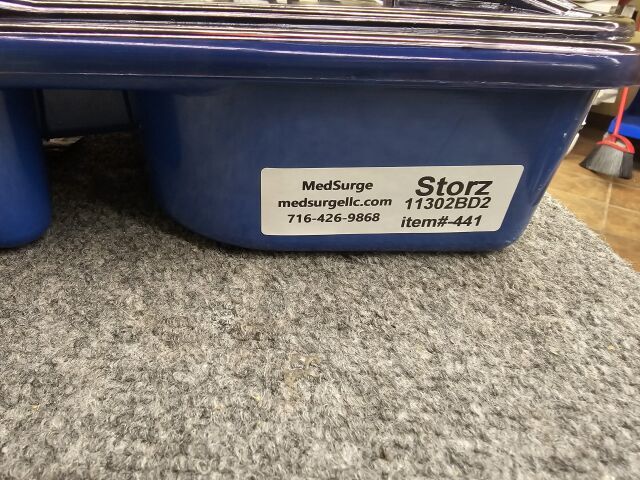 MedSurge
medsurgellc.com
716-426-9868
Storz
11302BD2
item#-441